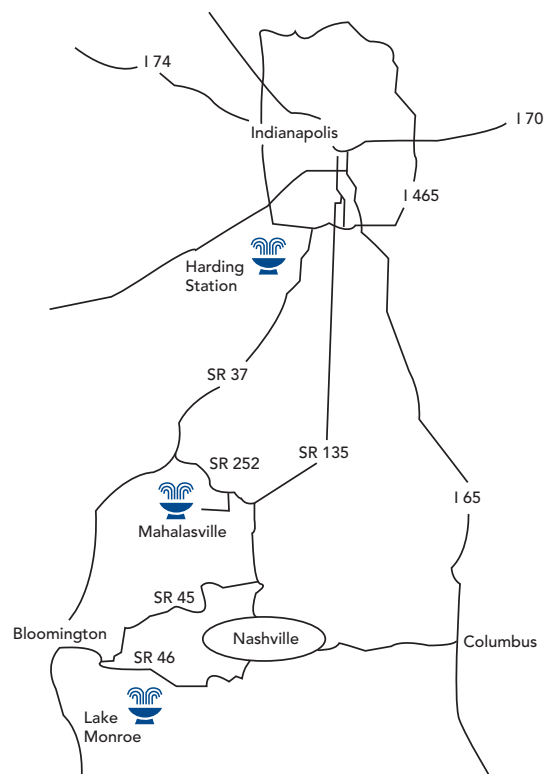 I 74
I 70
Indianapolis
I 465
Harding
Station
SR 37
SR 135
SR 252
I 65
Mahalasville
SR 45
Bloomington
Nashville
Columbus
SR 46
Lake
Monroe